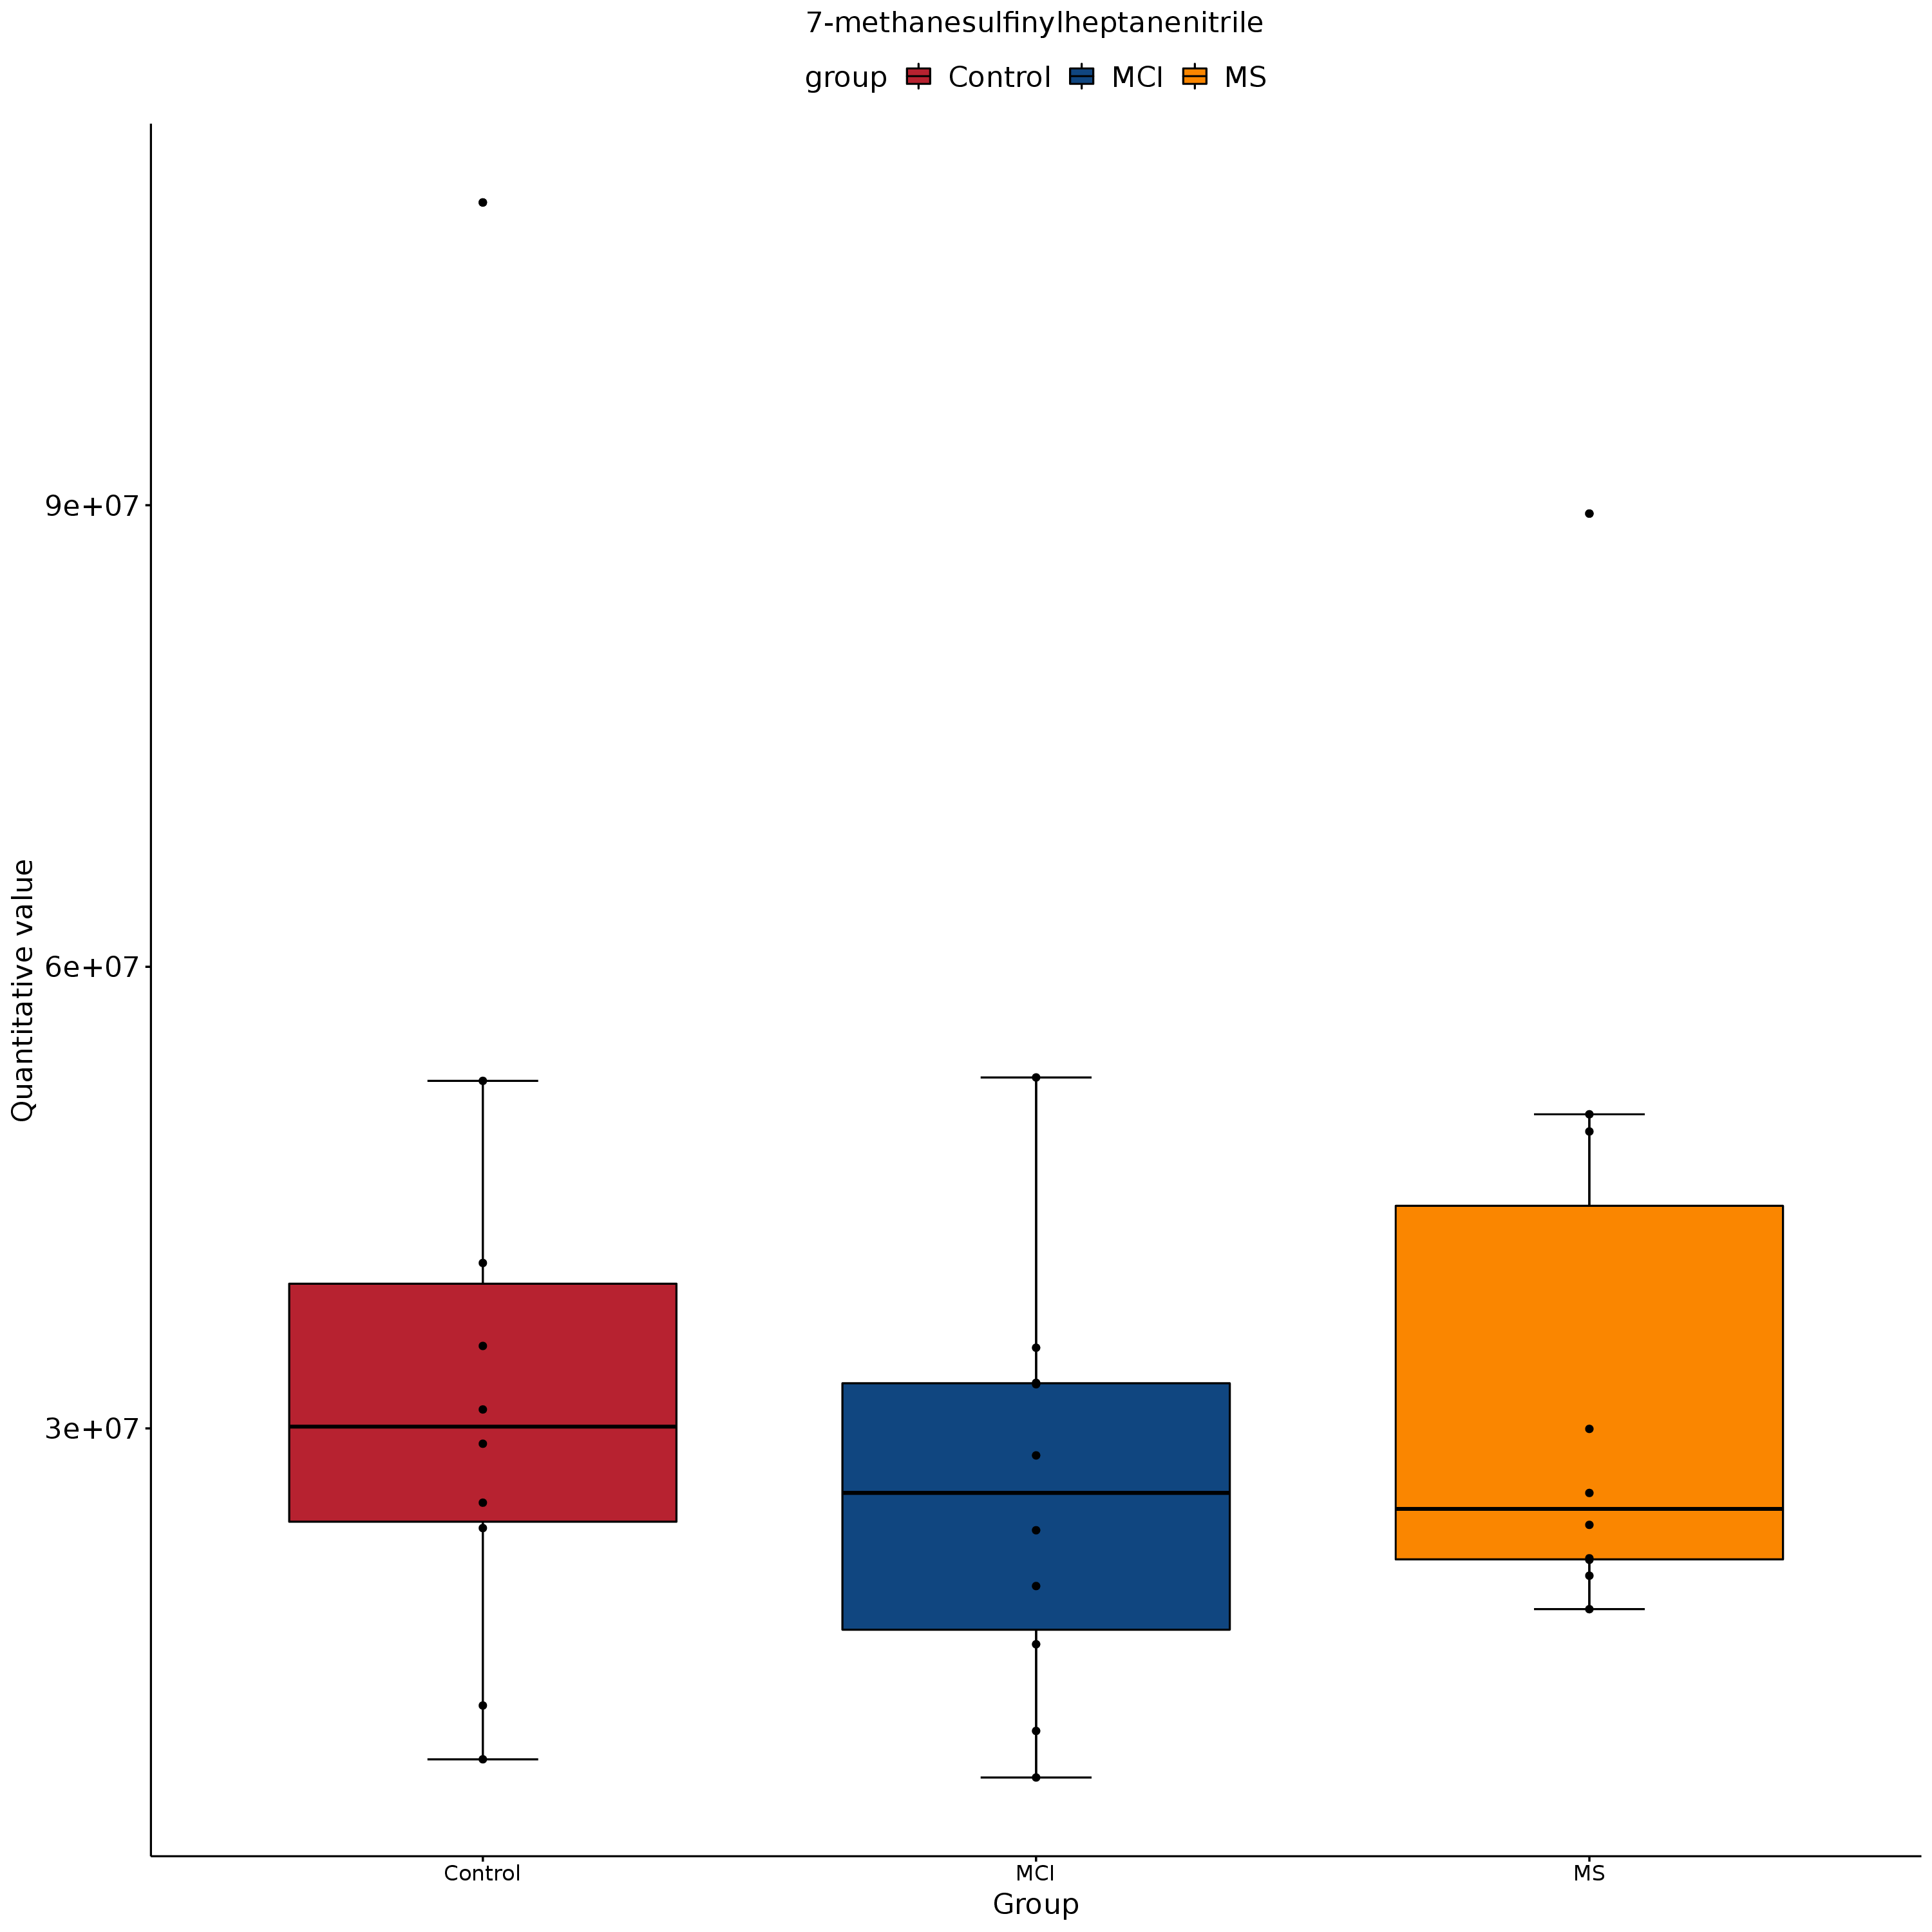 7-methanesulfinylheptanenitrile
group Control MCI MS
Quantitative value
9e+07
6e+07
3e+07
Control MCI MS
Group